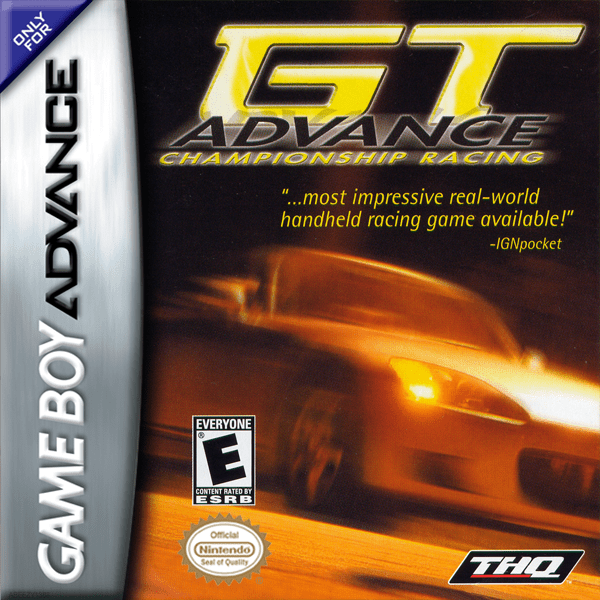 ONLY
FOR
GAME BOY ADVANCE
GT
ADVANCE
CHAMPIONSHIP RACING
"...most impressive real-world
handheld racing game available!"
-IGNpocket
EVERYONE
E
CONTENT RATED BY
ESRB
Official
Nintendo
Seal of Quality
THQ